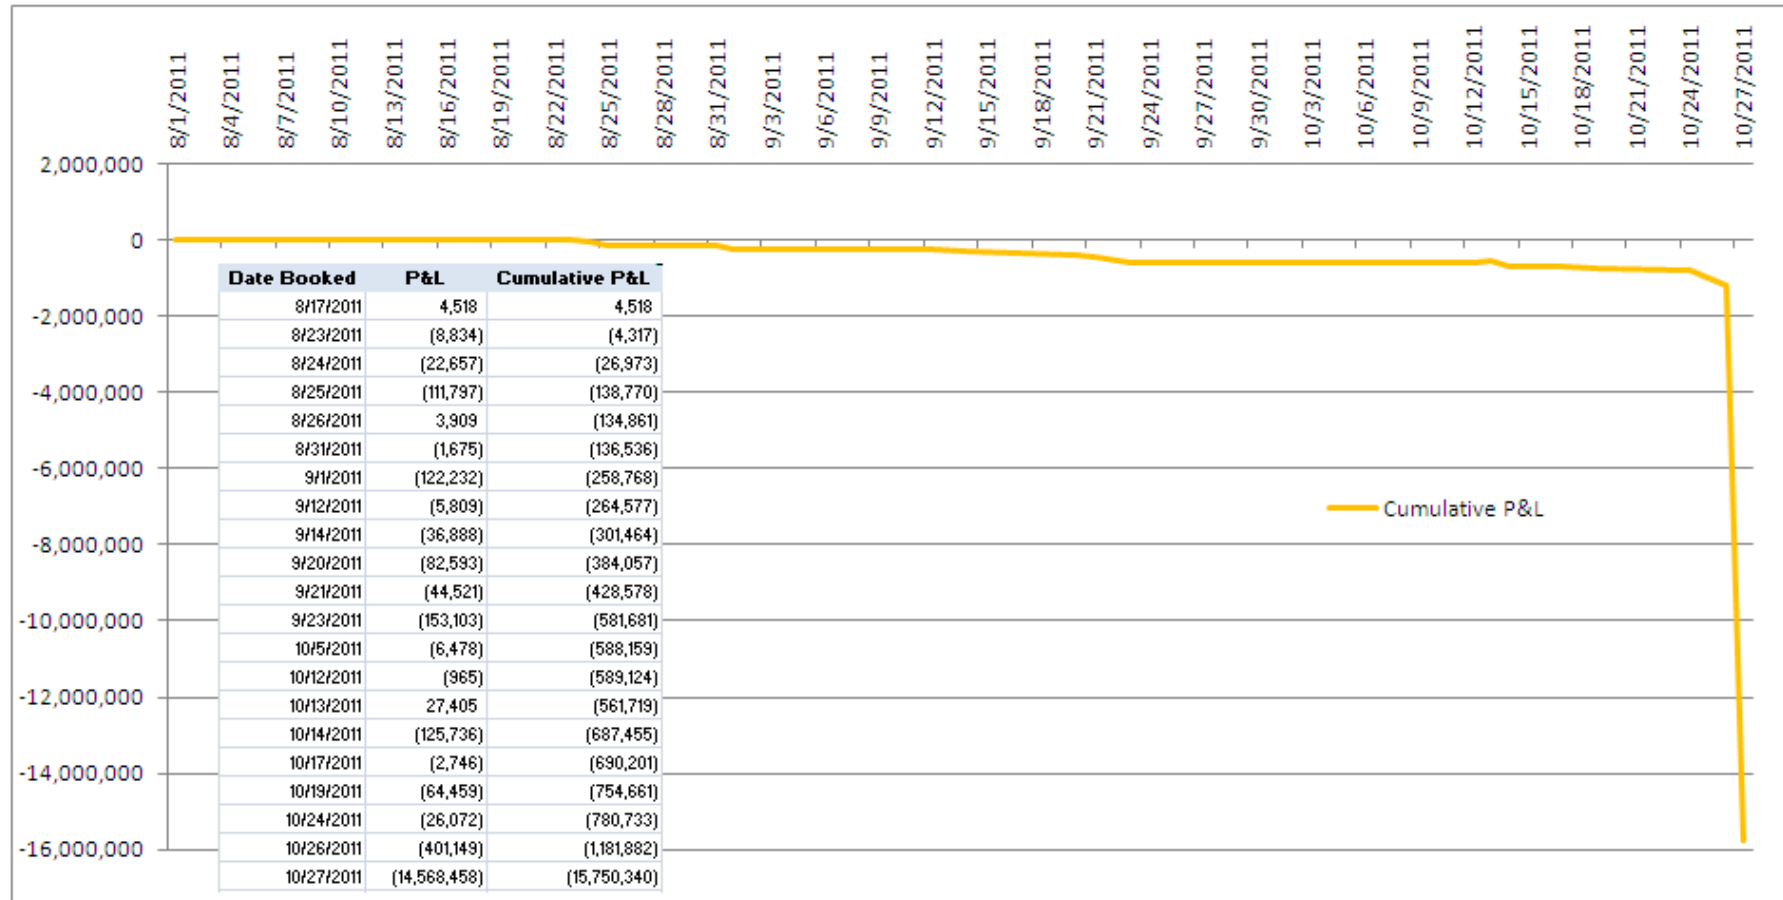 8/1/2011 8/4/2011 8/7/2011 8/10/2011 8/13/2011 8/16/2011 8/19/2011 8/22/2011 8/25/2011 8/28/2011 8/31/2011 9/3/2011 9/6/2011 9/9/2011 9/12/2011 9/15/2011 9/18/2011 9/21/2011 9/24/2011 9/27/2011 9/30/2011 10/3/2011 10/6/2011 10/9/2011 10/12/2011 10/15/2011 10/18/2011 10/21/2011 10/24/2011 10/27/2011
2,000,000
0
-2,000,000
-4,000,000
-6,000,000
-8,000,000
-10,000,000
-12,000,000
-14,000,000
-16,000,000
Date Booked P&L Cumulative P&L
8/17/2011 4,518 4,518
8/23/2011 (8,834) (4,317)
8/24/2011 (22,657) (26,973)
8/25/2011 (111,797) (138,770)
8/26/2011 3,909 (134,861)
8/31/2011 (1,675) (136,536)
9/1/2011 (122,232) (258,768)
9/12/2011 (5,809) (264,577)
9/14/2011 (36,888) (301,464)
9/20/2011 (82,593) (384,057)
9/21/2011 (44,521) (428,578)
9/23/2011 (153,103) (581,681)
10/5/2011 (6,478) (588,159)
10/12/2011 (965) (589,124)
10/13/2011 27,405 (561,719)
10/14/2011 (125,736) (687,455)
10/17/2011 (2,746) (690,201)
10/19/2011 (64,459) (754,661)
10/24/2011 (26,072) (780,733)
10/26/2011 (401,149) (1,181,882)
10/27/2011 (14,568,458) (15,750,340)
Cumulative P&L